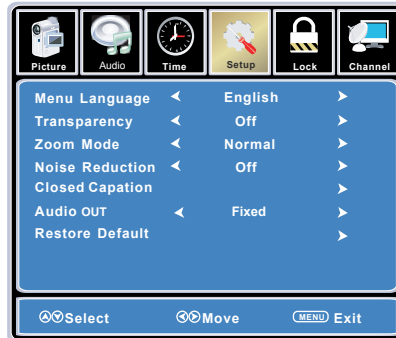 Picture Audio Time Setup Lock Channel
Menu Language English
Transparency Off
Zoom Mode Normal
Noise Reduction Off
Closed Capation
Audio OUT Fixed
Restore Default
Select Move MENU Exit